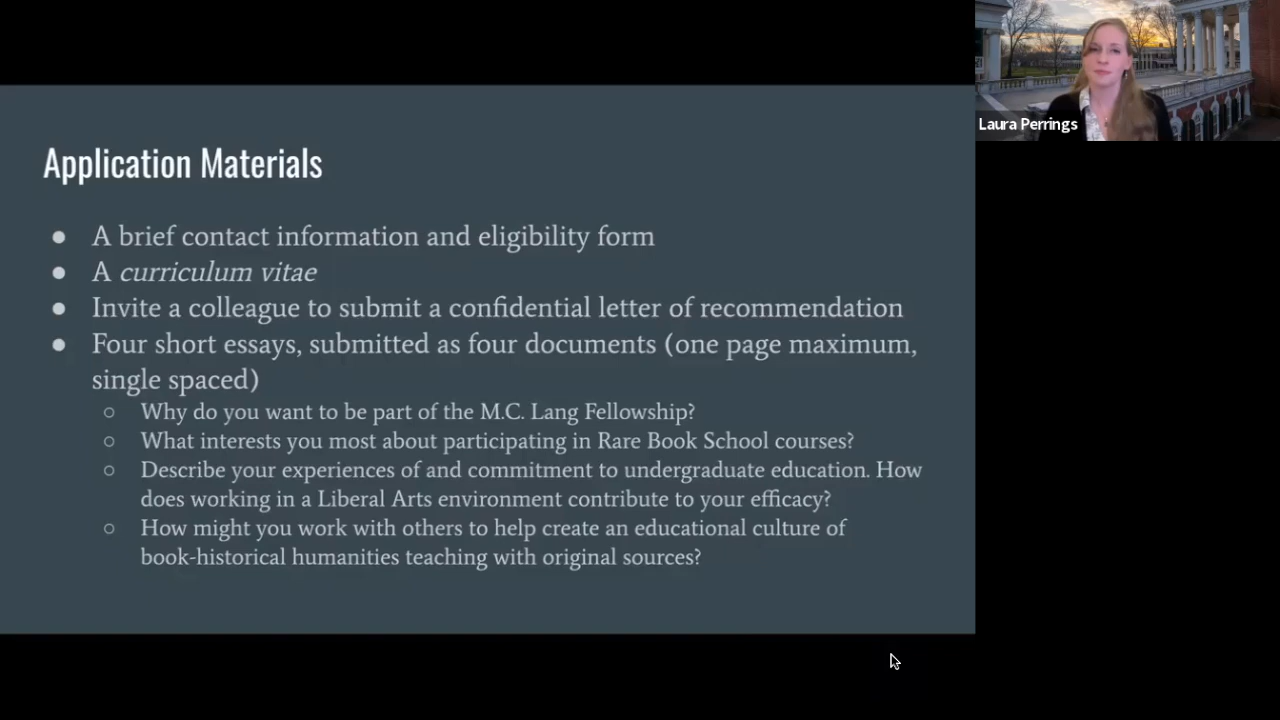 Laura Perrings
Application Materials
● A brief contact information and eligibility form
● A curriculum vitae
● Invite a colleague to submit a confidential letter of recommendation
● Four short essays, submitted as four documents (one page maximum,
single spaced)
○ Why do you want to be part of the M.C. Lang Fellowship?
○ What interests you most about participating in Rare Book School courses?
○ Describe your experiences of and commitment to undergraduate education. How
does working in a Liberal Arts environment contribute to your efficacy?
○ How might you work with others to help create an educational culture of
book-historical humanities teaching with original sources?